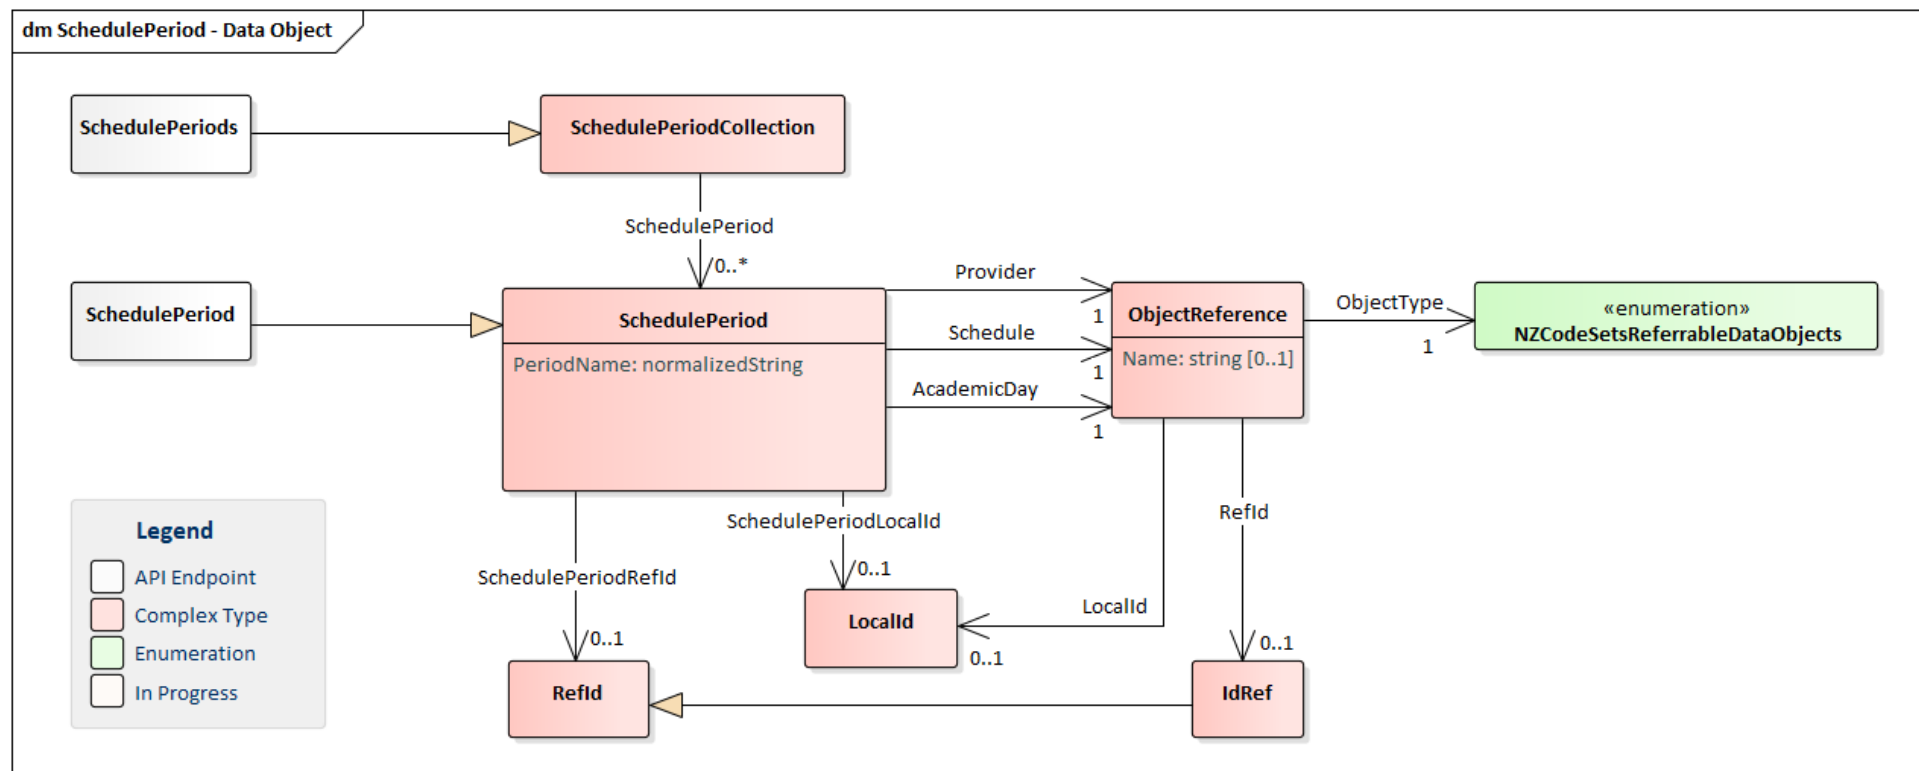 dm SchedulePeriod - Data Object
SchedulePeriods
SchedulePeriodCollection
SchedulePeriod
0..*
SchedulePeriod
SchedulePeriod
PeriodName: normalizedString
Provider
1
Schedule
1
AcademicDay
1
ObjectReference
Name: string [0..1]
ObjectType
1
«enumeration»
NZCodeSetsReferrableDataObjects
SchedulePeriodLocalId
0..1
SchedulePeriodRefId
0..1
RefId
0..1
LocalId
0..1
LocalId
RefId
IdRef
Legend
API Endpoint
Complex Type
Enumeration
In Progress